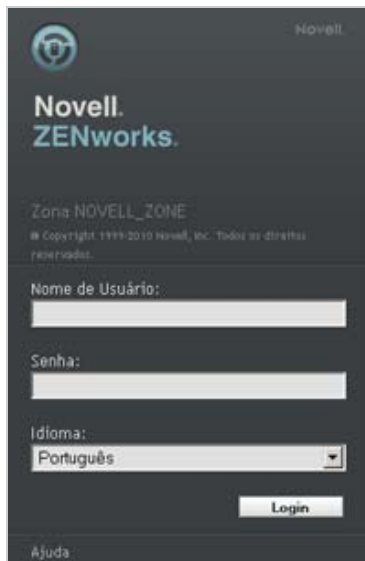 Novell.
Novell.
ZENworks.
Zona NOVELL_ZONE
© Copyright 1999-2010 Novell, Inc. Todos os direitos
reservados.
Nome de Usuário:
Senha:
Idioma:
Português
Login
Ajuda